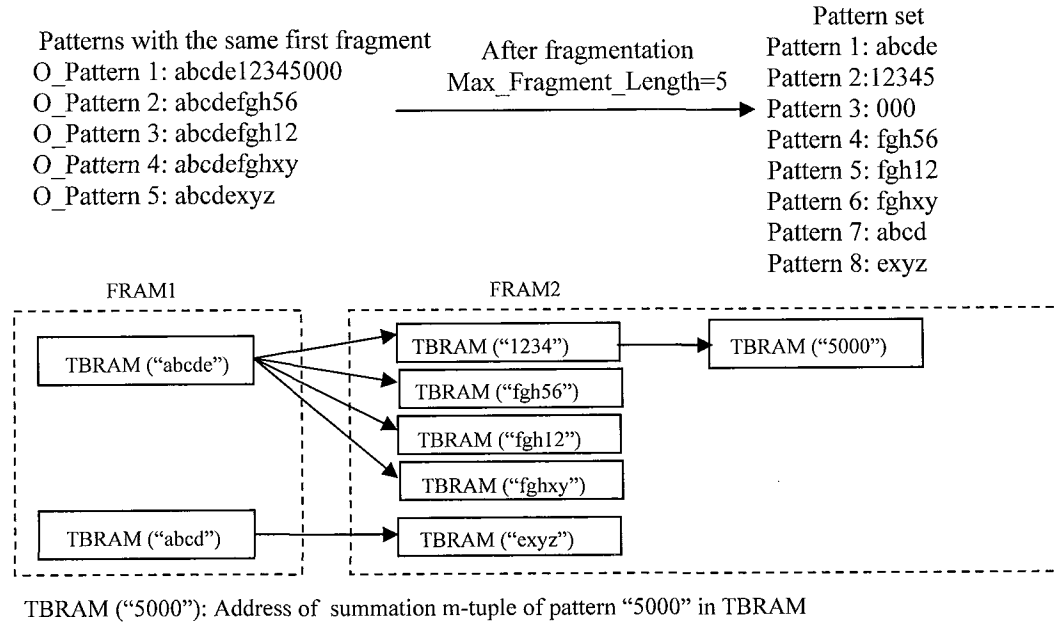 Patterns with the same first fragment
O_Pattern 1: abcde12345000
O_Pattern 2: abcdefgh56
O_Pattern 3: abcdefgh12
O_Pattern 4: abcdefghxy
O_Pattern 5: abcdexyz
After fragmentation
Max_Fragment_Length=5
Pattern set
Pattern 1: abcde
Pattern 2:12345
Pattern 3: 000
Pattern 4: fgh56
Pattern 5: fgh12
Pattern 6: fghxy
Pattern 7: abcd
Pattern 8: exyz
FRAM1
FRAM2
TBRAM (“abcde”)
TBRAM (“1234”)
TBRAM (“5000”)
TBRAM (“fgh56”)
TBRAM (“fgh12”)
TBRAM (“fghxy”)
TBRAM (“abcd”)
TBRAM (“exyz”)
TBRAM (“5000”): Address of summation m-tuple of pattern “5000” in TBRAM